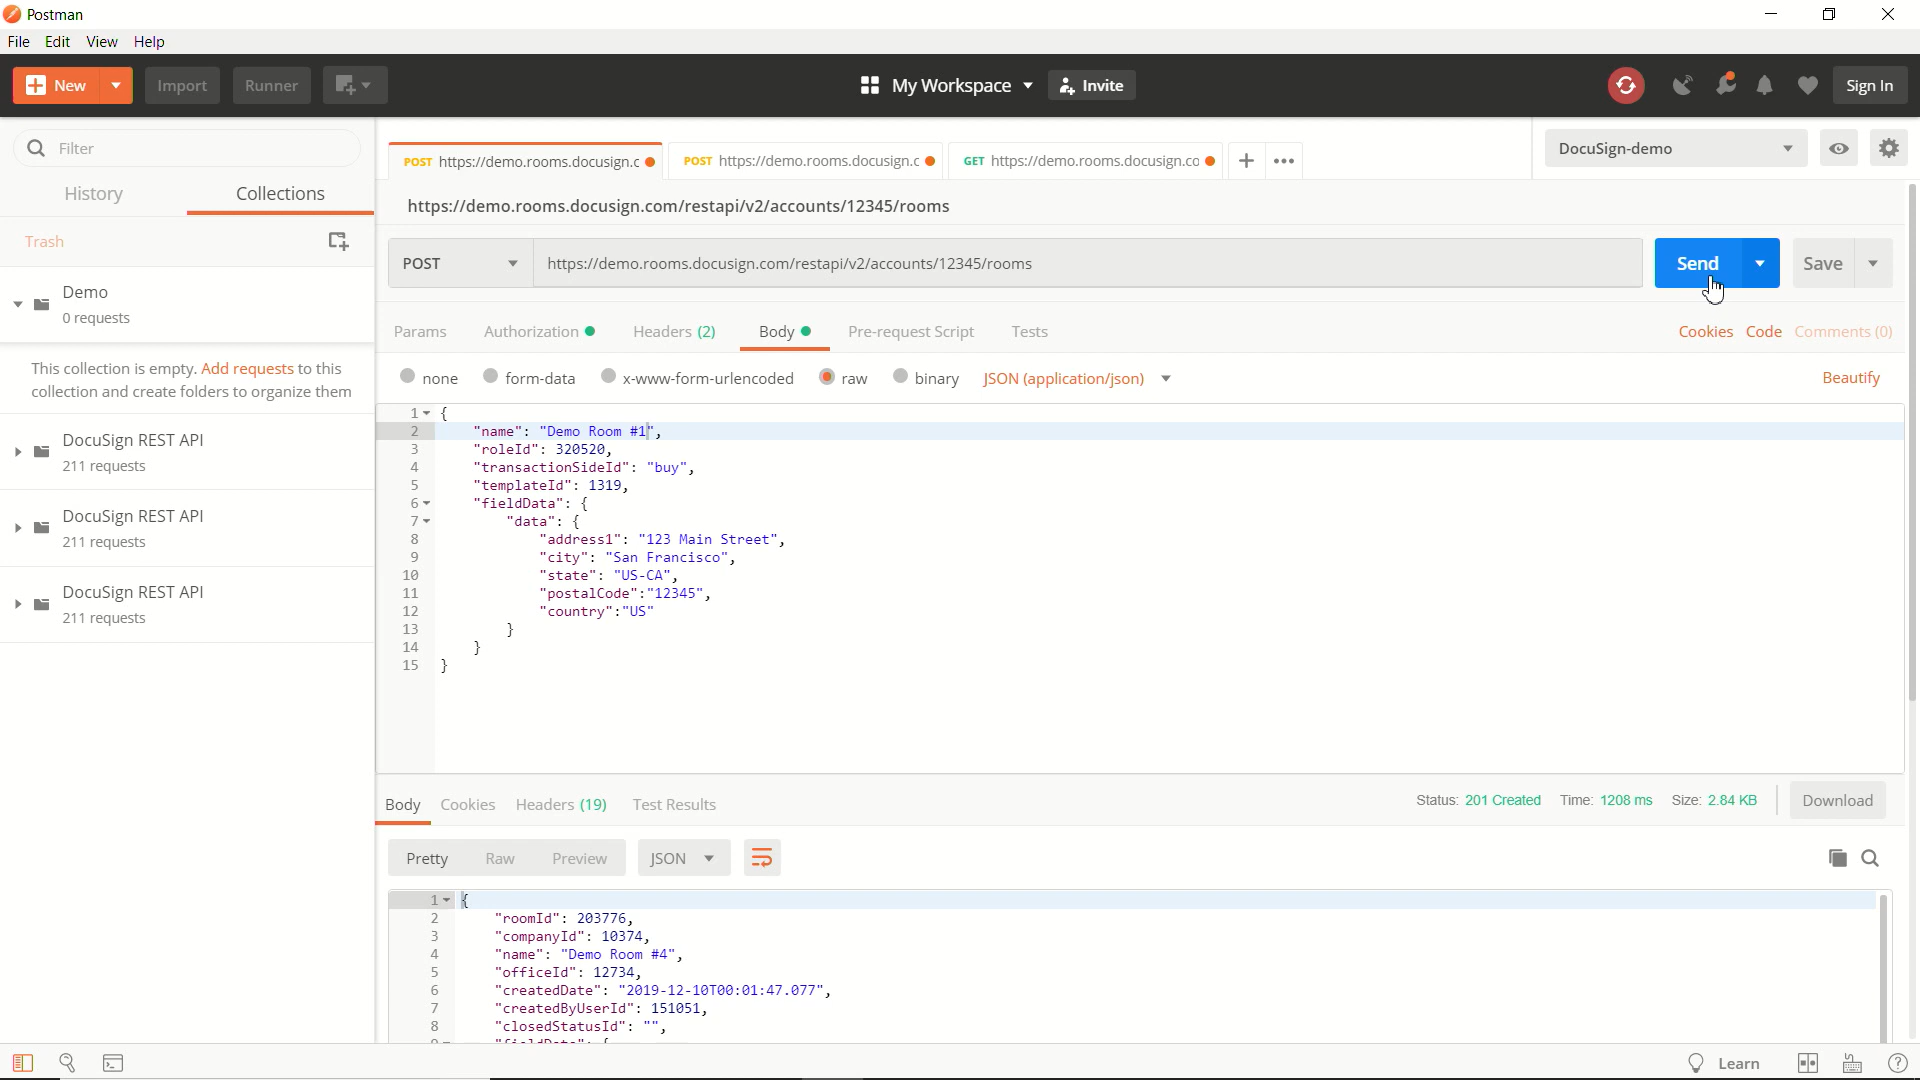 Postman
File Edit View Help
New Import Runner My Workspace Invite Sign In
Filter
History Collections
Trash
Demo
0 requests
This collection is empty. Add requests to this
collection and create folders to organize them
DocuSign REST API
211 requests
DocuSign REST API
211 requests
DocuSign REST API
211 requests
POST https://demo.rooms.docusign.c POST https://demo.rooms.docusign.c GET https://demo.rooms.docusign.co DocuSign-demo
https://demo.rooms.docusign.com/restapi/v2/accounts/12345/rooms
POST https://demo.rooms.docusign.com/restapi/v2/accounts/12345/rooms Send Save
Params Authorization Headers (2) Body Pre-request Script Tests Cookies Code Comments (0)
none form-data x-www-form-urlencoded raw binary JSON (application/json) Beautify
1 {
2 "name": "Demo Room #1",
3 "roleId": 320520,
4 "transactionSideId": "buy",
5 "templateId": 1319,
6 "fieldData": {
7 "data": {
8 "address1": "123 Main Street",
9 "city": "San Francisco",
10 "state": "US-CA",
11 "postalCode":"12345",
12 "country":"US"
13 }
14 }
15 }
Body Cookies Headers (19) Test Results Status: 201 Created Time: 1208 ms Size: 2.84 KB Download
Pretty Raw Preview JSON
1 {
2 "roomId": 203776,
3 "companyId": 10374,
4 "name": "Demo Room #4",
5 "officeId": 12734,
6 "createdDate": "2019-12-10T00:01:47.077",
7 "createdByUserId": 151051,
8 "closedStatusId": "",
Learn